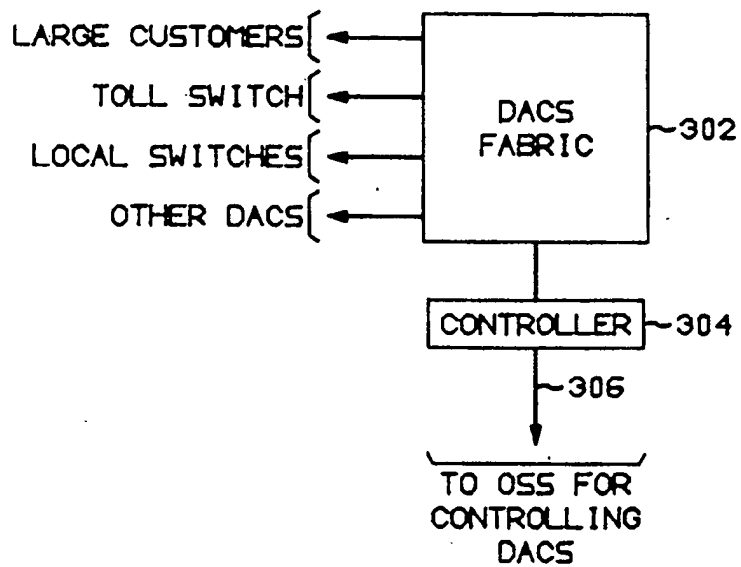 LARGE CUSTOMERS
TOLL SWITCH
LOCAL SWITCHES
OTHER DACS
DACS
FABRIC
302
CONTROLLER
304
306
TO OSS FOR
CONTROLLING
DACS